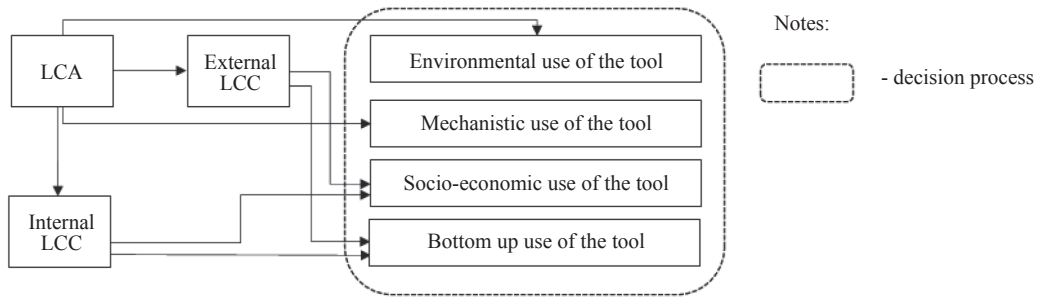 Notes:
LCA
External
LCC
Environmental use of the tool
- decision process
Mechanistic use of the tool
Socio-economic use of the tool
Internal
LCC
Bottom up use of the tool